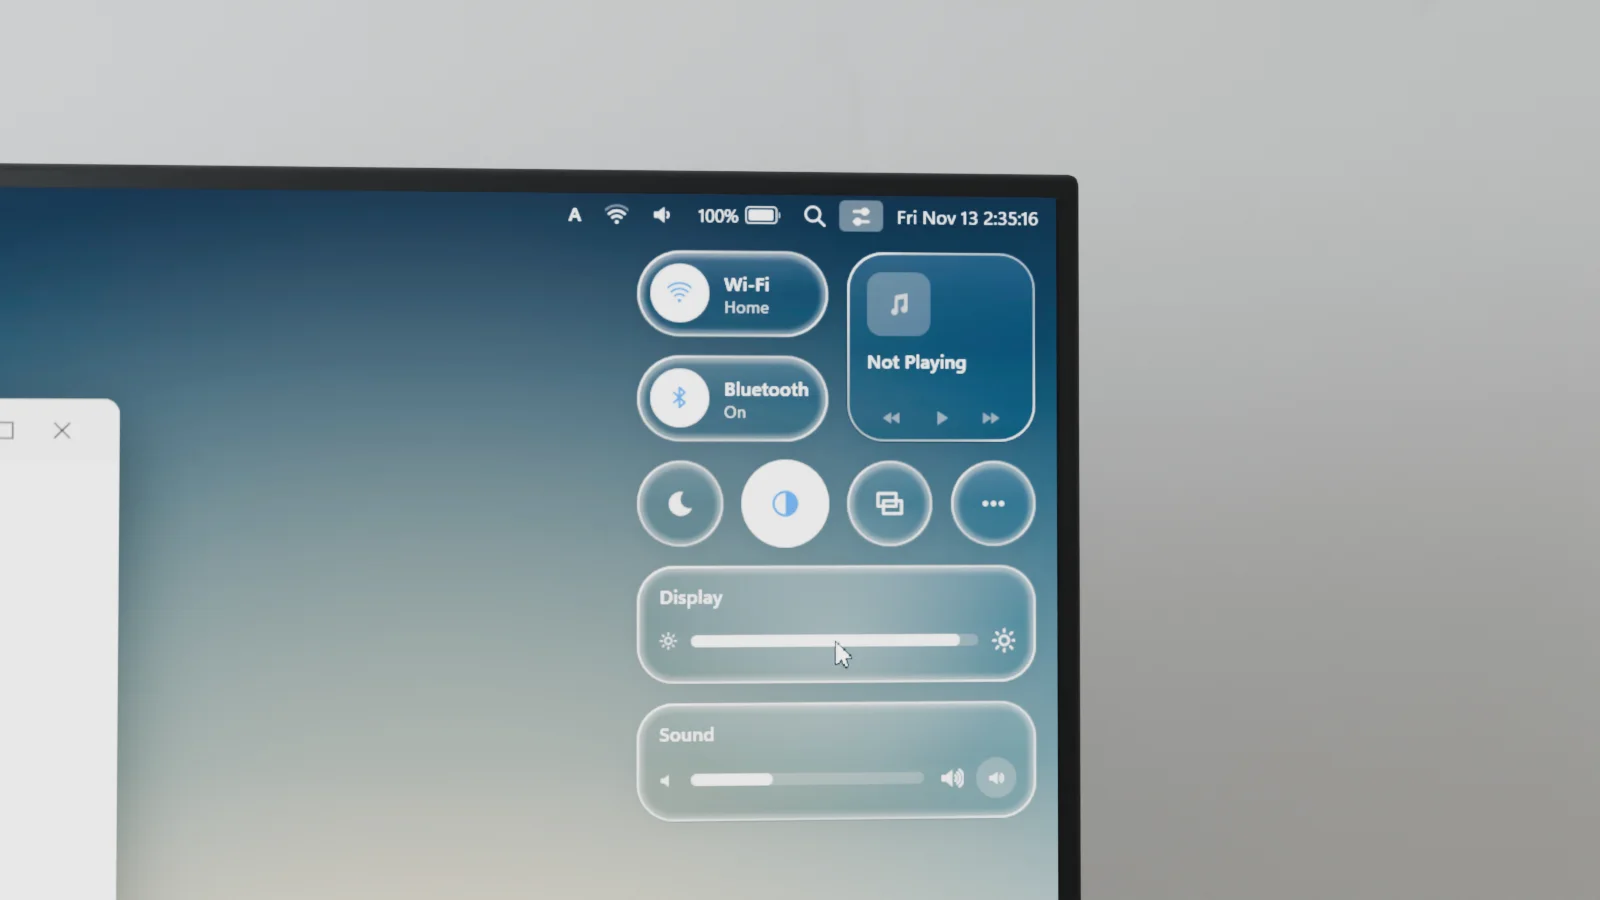 A 100% Fri Nov 13 2:35:16
Wi-Fi
Home
Not Playing
Bluetooth
On
Display
Sound